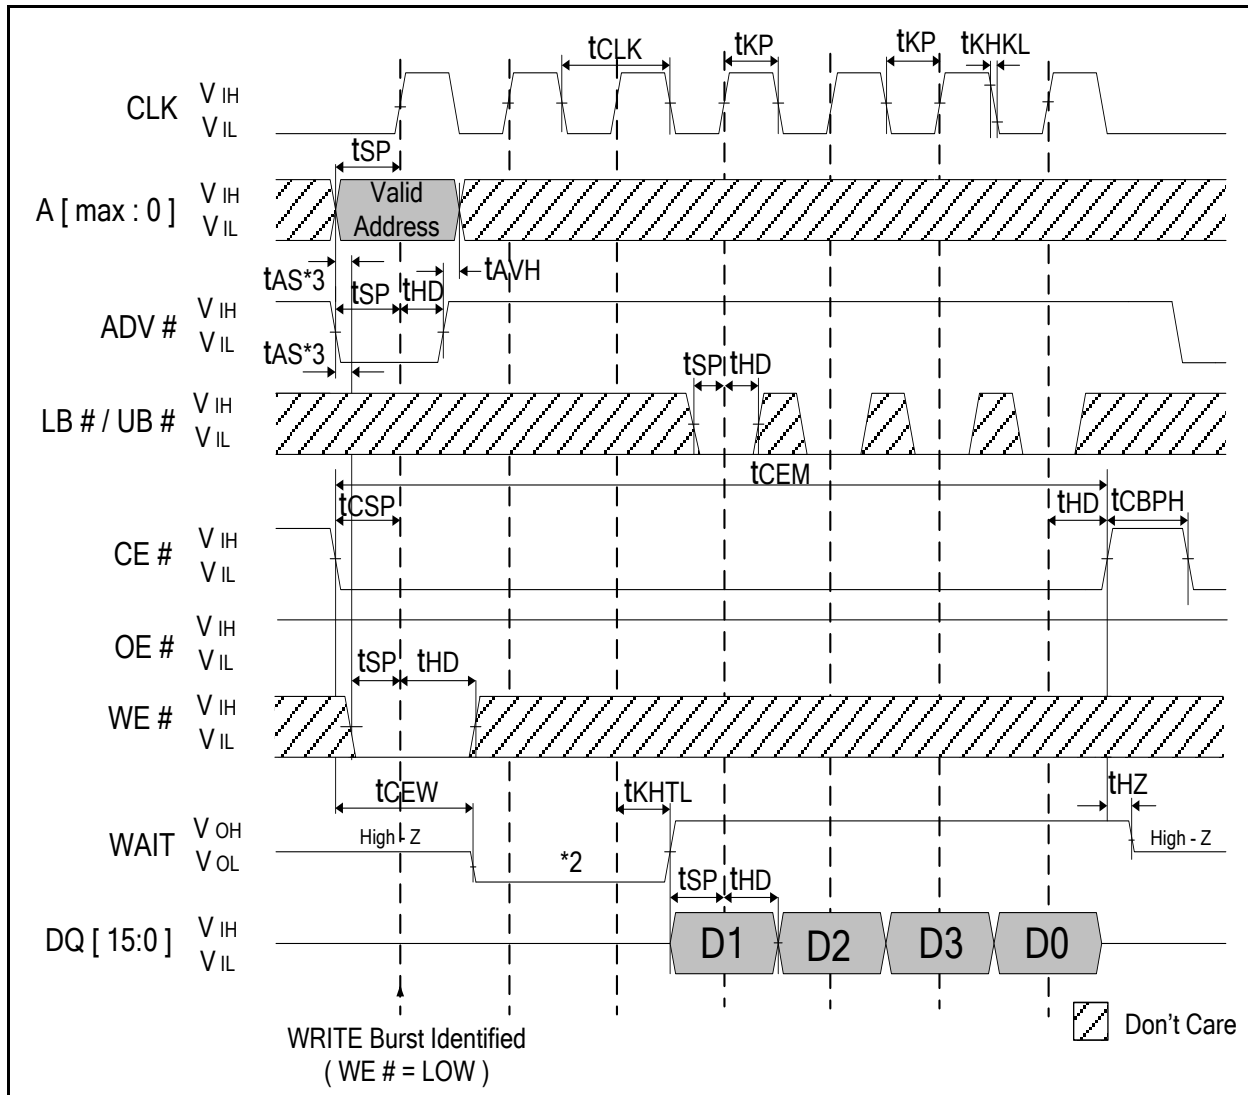 tCLK tKP tKP tKHKL
CLK V IH
V IL
tSP
A [ max : 0 ] V IH
V IL
Valid
Address
tAS*3 tSP tHD tAVH
ADV # V IH
V IL
tAS*3
tSP tHD
LB # / UB # V IH
V IL
tCEM
tCSP tHD tCBPH
CE # V IH
V IL
OE # V IH
V IL
tSP tHD
WE # V IH
V IL
tCEW tKHTL tHZ
WAIT V OH
V OL
High - Z *2 High - Z
tSP tHD
DQ [ 15:0 ] V IH
V IL
D1 D2 D3 D0
Don't Care
WRITE Burst Identified
( WE # = LOW )